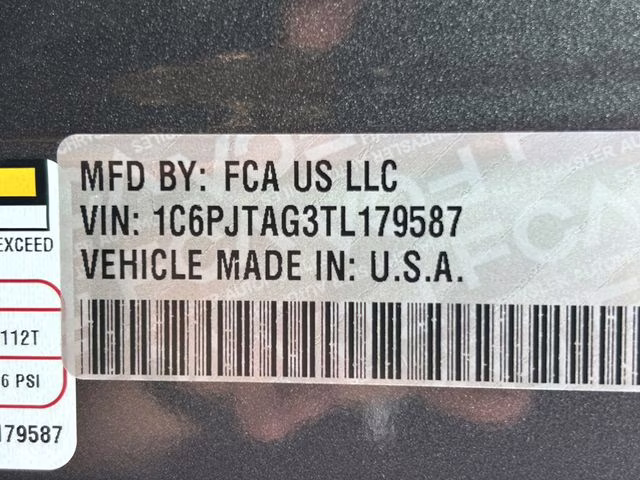 MFD BY: FCA US LLC
VIN: 1C6PJTAG3TL179587
VEHICLE MADE IN: U.S.A.
EXCEED
112T
6 PSI
179587